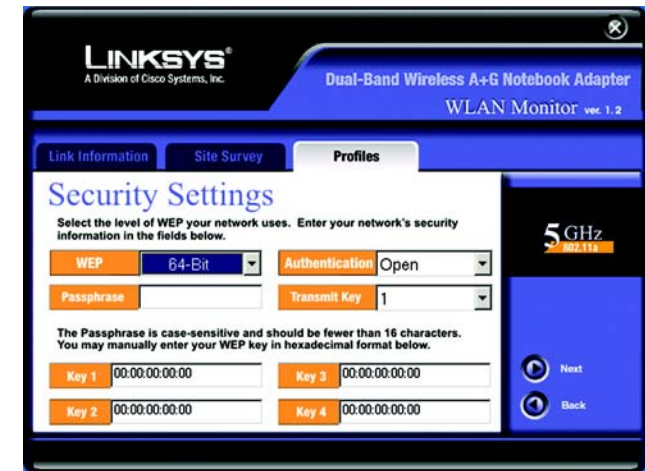 LINKSYS®
A Division of Cisco Systems, Inc.
Dual-Band Wireless A+G Notebook Adapter
WLAN Monitor ver. 1.2
Link Information
Site Survey
Profiles
Security Settings
Select the level of WEP your network uses. Enter your network's security
information in the fields below.
WEP 64-Bit
Authentication Open
Passphrase
Transmit Key 1
The Passphrase is case-sensitive and should be fewer than 16 characters.
You may manually enter your WEP key in hexadecimal format below.
Key 1 00:00:00:00:00
Key 3 00:00:00:00:00
Key 2 00:00:00:00:00
Key 4 00:00:00:00:00
5 GHz
802.11a
Next
Back